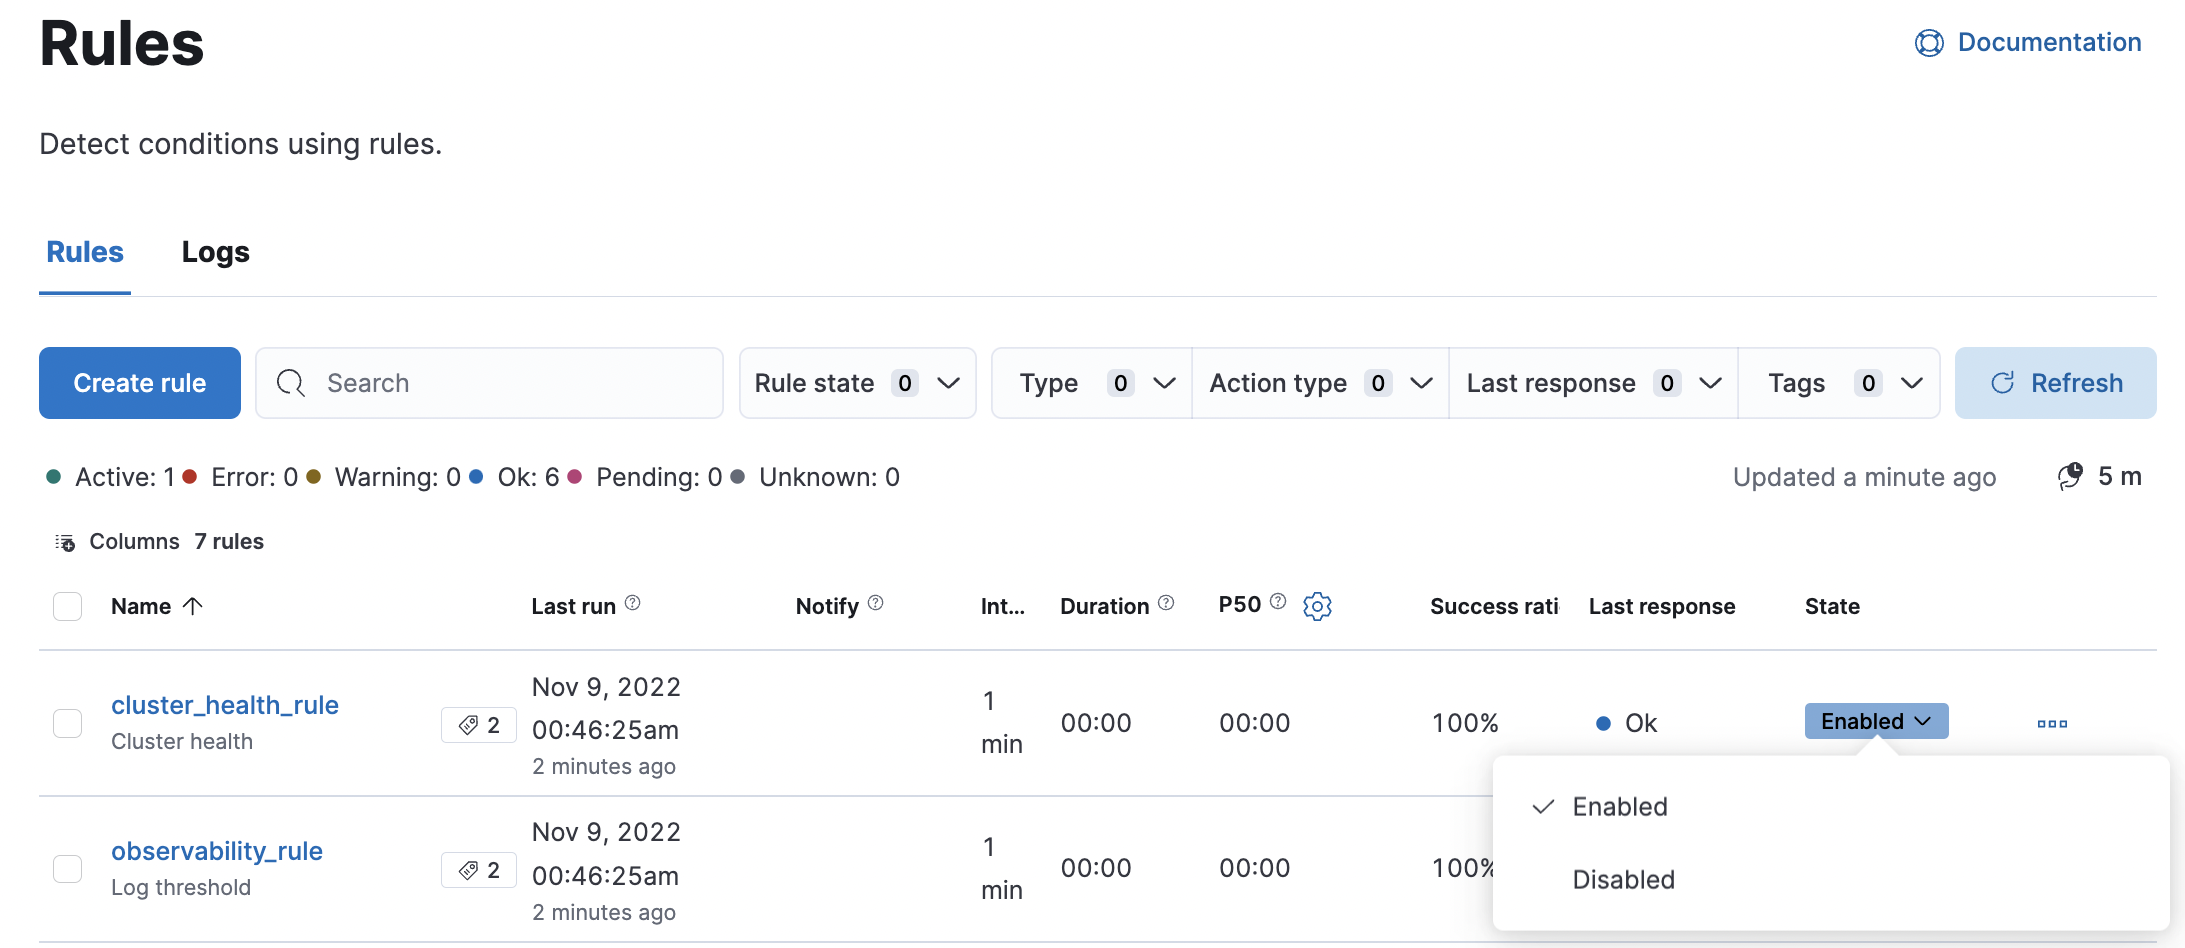 Rules
Documentation
Detect conditions using rules.
Rules Logs
Create rule Search Rule state 0 Type 0 Action type 0 Last response 0 Tags 0 Refresh
Active: 1 Error: 0 Warning: 0 Ok: 6 Pending: 0 Unknown: 0 Updated a minute ago 5 m
Columns 7 rules
Name Last run Notify Int... Duration P50 Success rati Last response State
cluster_health_rule
Cluster health
2
Nov 9, 2022
00:46:25am
2 minutes ago
1
min
00:00 00:00 100% Ok Enabled
Enabled
Disabled
observability_rule
Log threshold
2
Nov 9, 2022
00:46:25am
2 minutes ago
1
min
00:00 00:00 100%